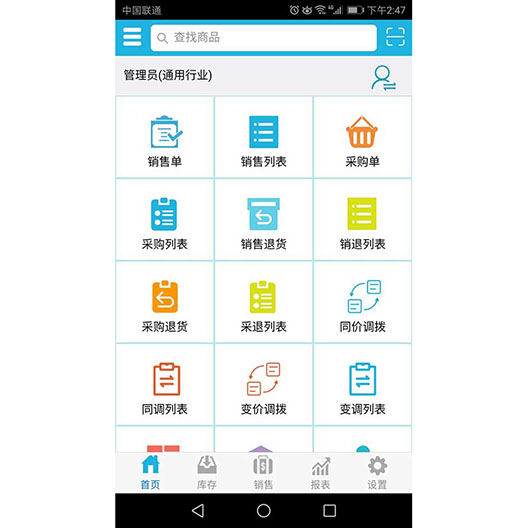 中国联通 4G 下午2:47
查找商品
管理员(通用行业)
销售单 销售列表 采购单
采购列表 销售退货 销退列表
采购退货 采退列表 同价调拨
同调列表 变价调拨 变调列表
首页 库存 销售 报表 设置